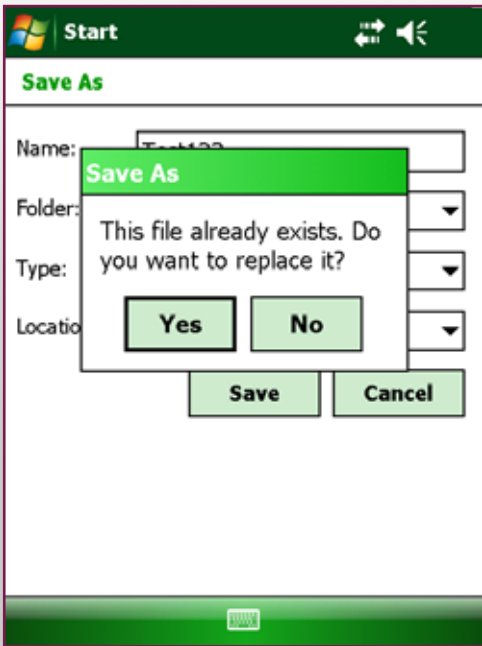 Start
Save As
Name:
Save As
Folder:
This file already exists. Do
you want to replace it?
Type:
Yes No
Save Cancel